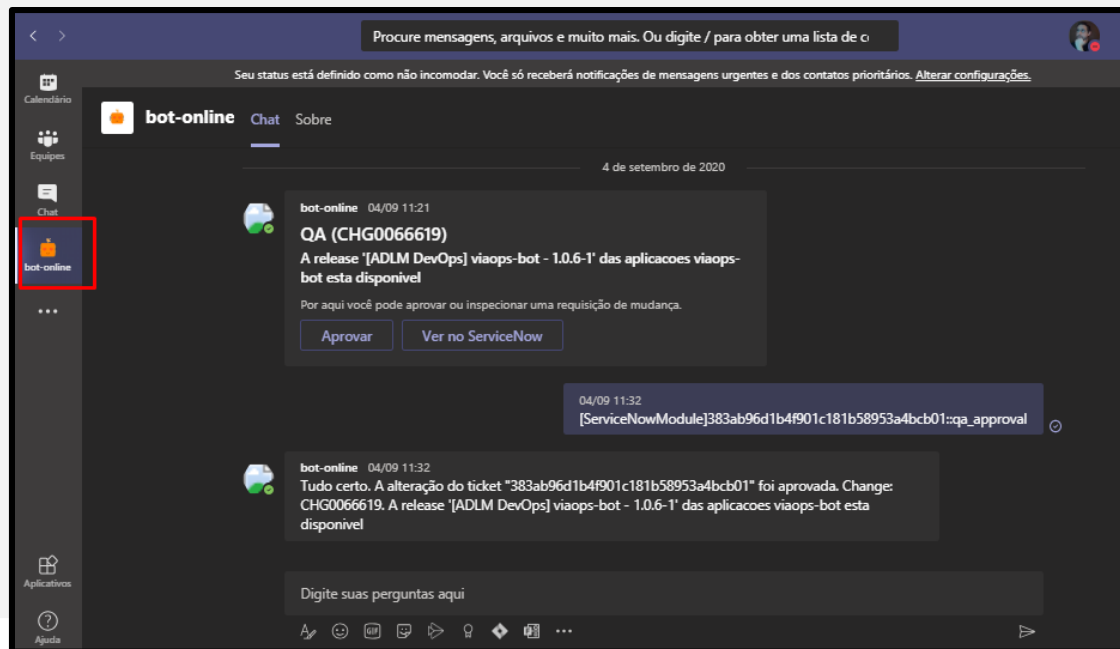 Procure mensagens, arquivos e muito mais. Ou digite / para obter uma lista de c
Seu status está definido como não incomodar. Você só receberá notificações de mensagens urgentes e dos contatos prioritários. Alterar configurações.
Calendário
Equipes
Chat
bot-online
Aplicativos
Ajuda
bot-online Chat Sobre
4 de setembro de 2020
bot-online 04/09 11:21
QA (CHG0066619)
A release '[ADLM DevOps] viaops-bot - 1.0.6-1' das aplicacoes viaops-
bot esta disponivel
Por aqui você pode aprovar ou inspecionar uma requisição de mudança.
Aprovar Ver no ServiceNow
04/09 11:32
[ServiceNowModule]383ab96d1b4f901c181b58953a4bcb01::qa_approval
bot-online 04/09 11:32
Tudo certo. A alteração do ticket "383ab96d1b4f901c181b58953a4bcb01" foi aprovada. Change:
CHG0066619. A release '[ADLM DevOps] viaops-bot - 1.0.6-1' das aplicacoes viaops-bot esta
disponivel
Digite suas perguntas aqui
GIF